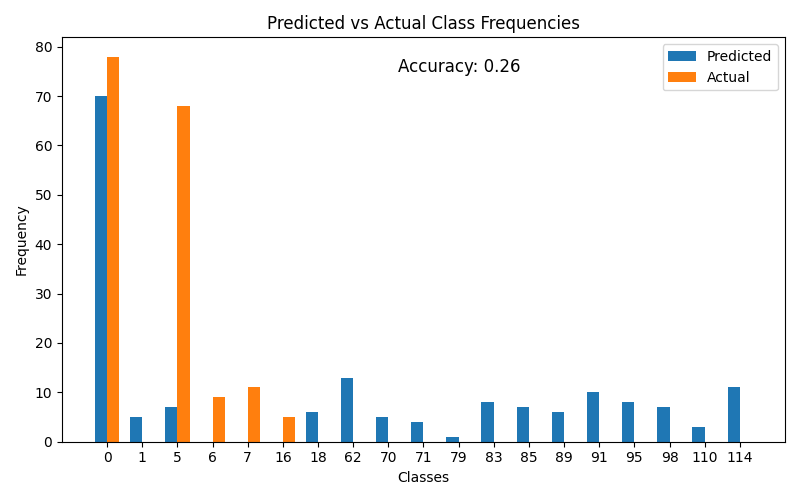 Predicted vs Actual Class Frequencies
Accuracy: 0.26
Predicted
Actual
80
70
60
50
40
30
20
10
0
Frequency
0 1 5 6 7 16 18 62 70 71 79 83 85 89 91 95 98 110 114
Classes